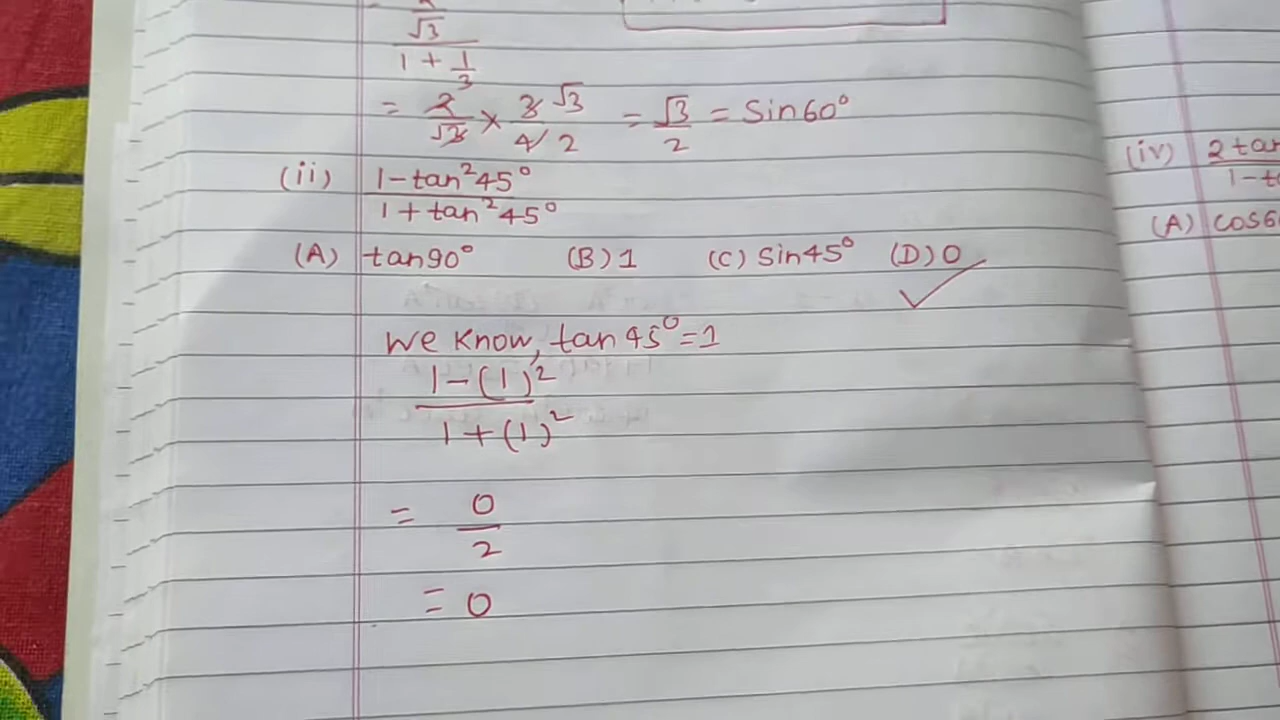 √3
1 + 1/3
= 2/√3 × 3 √3/4 2 = √3/2 = Sin60°
(ii) 1-tan²45°
1 + tan²45°
(A) tan90° (B) 1 (C) Sin45° (D) 0
We Know, tan 45°=1
1-(1)²
1+(1)²
= 0
2
= 0
(iv) 2 tan
1-t
(A) cos6